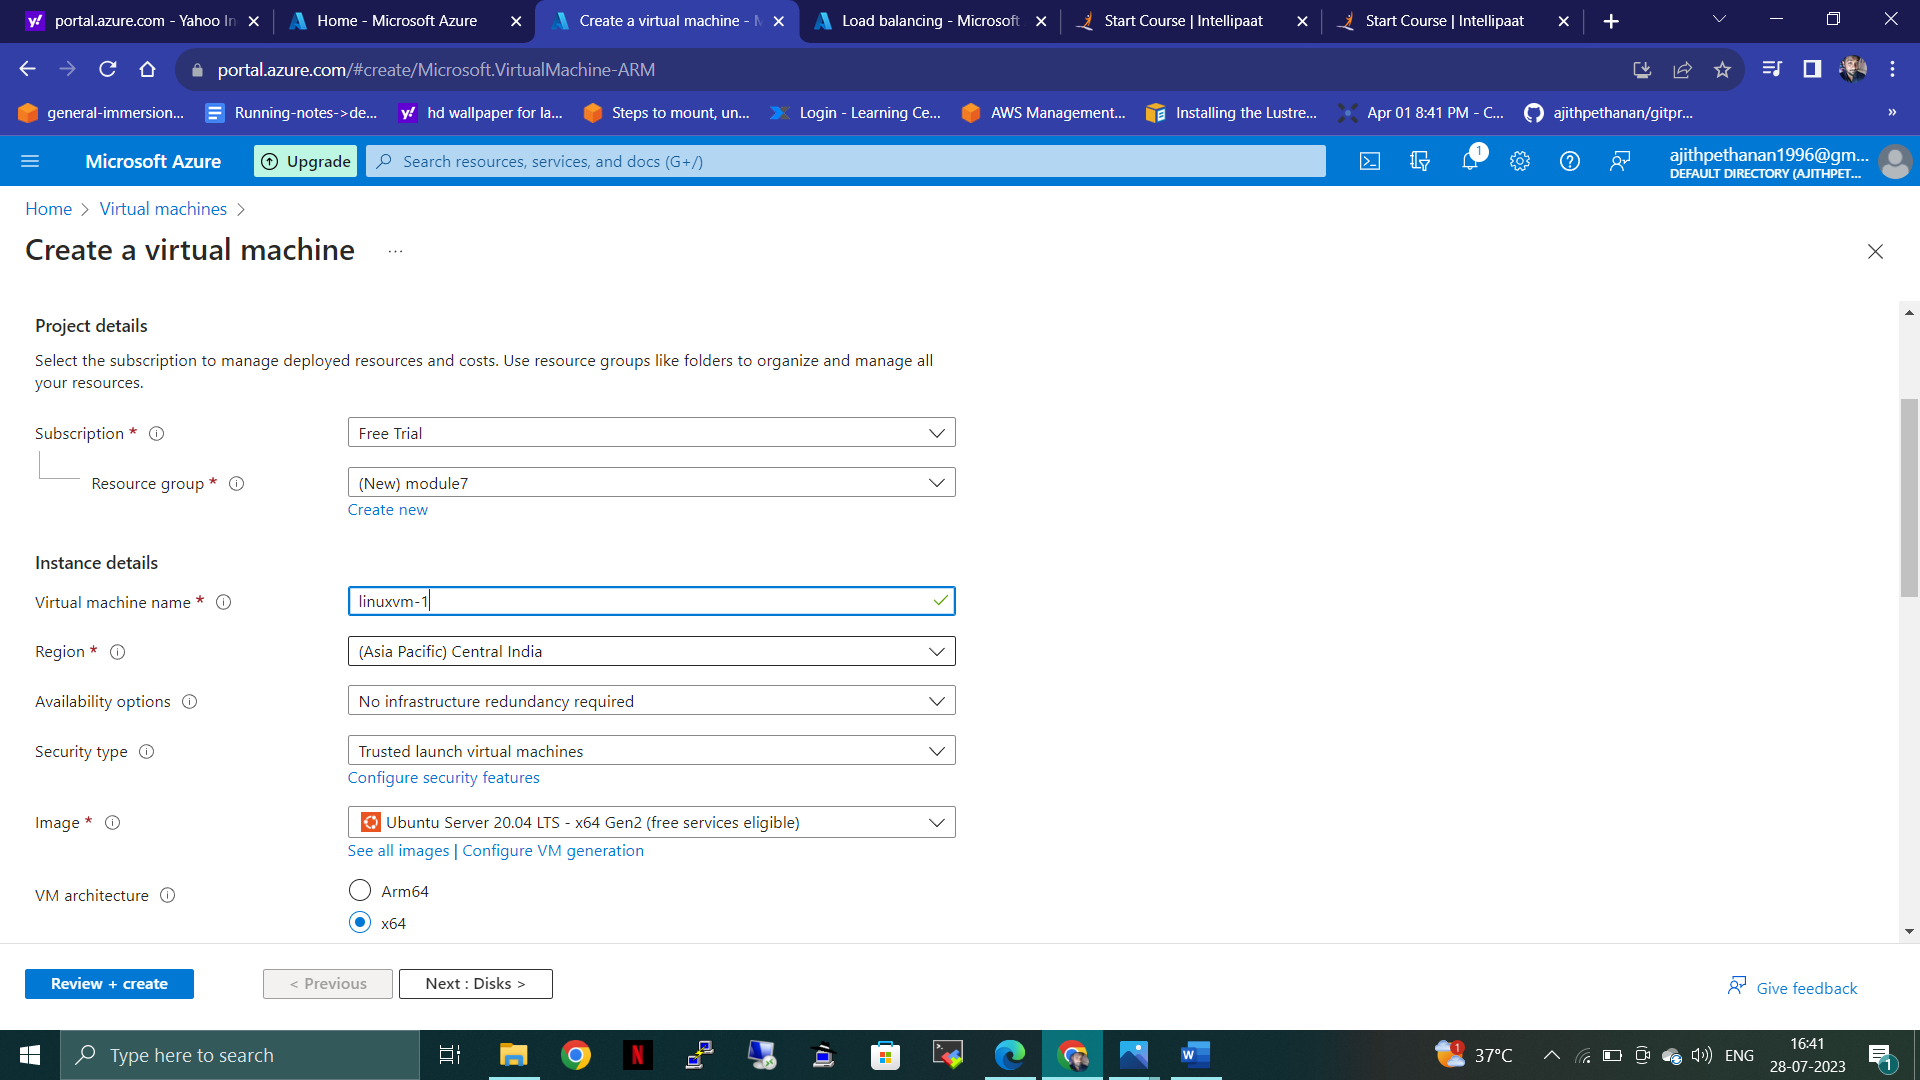 portal.azure.com - Yahoo In
Home - Microsoft Azure
Create a virtual machine - M
Load balancing - Microsoft
Start Course | Intellipaat
Start Course | Intellipaat
portal.azure.com/#create/Microsoft.VirtualMachine-ARM
general-immersion...
Running-notes->de...
hd wallpaper for la...
Steps to mount, un...
Login - Learning Ce...
AWS Management...
Installing the Lustre...
Apr 01 8:41 PM - C...
ajithpethanan/gitpr...
»
Microsoft Azure
Upgrade
Search resources, services, and docs (G+/)
1
ajithpethanan1996@gm...
DEFAULT DIRECTORY (AJITHPET...
Home > Virtual machines >
Create a virtual machine ...
Project details
Select the subscription to manage deployed resources and costs. Use resource groups like folders to organize and manage all
your resources.
Subscription *
Free Trial
Resource group *
(New) module7
Create new
Instance details
Virtual machine name *
linuxvm-1
Region *
(Asia Pacific) Central India
Availability options
No infrastructure redundancy required
Security type
Trusted launch virtual machines
Configure security features
Image *
Ubuntu Server 20.04 LTS - x64 Gen2 (free services eligible)
See all images | Configure VM generation
VM architecture
Arm64
x64
Review + create
< Previous
Next : Disks >
Give feedback
Type here to search
1
37°C
ENG
16:41
28-07-2023
1